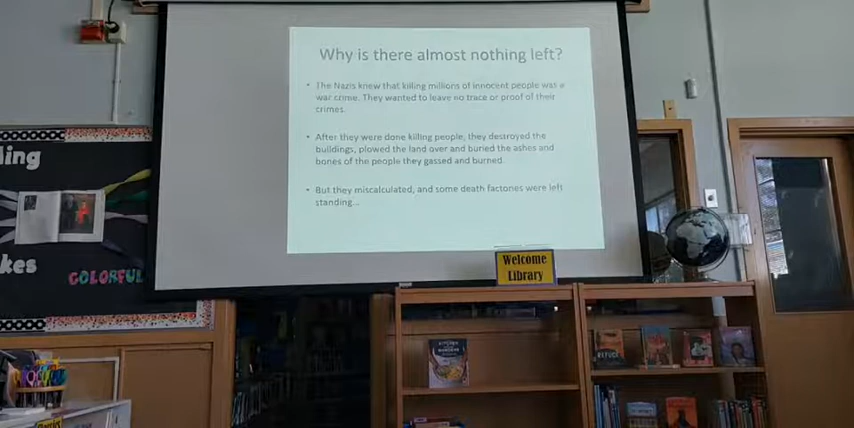 Why is there almost nothing left?
• The Nazis knew that killing millions of innocent people was a
war crime. They wanted to leave no trace or proof of their
crimes.
• After they were done killing people, they destroyed the
buildings, plowed the land over and buried the ashes and
bones of the people they gassed and burned.
• But they miscalculated, and some death factories were left
standing...
Welcome
Library
ling
kes
COLORFUL
KITCHEN
REFUGEE